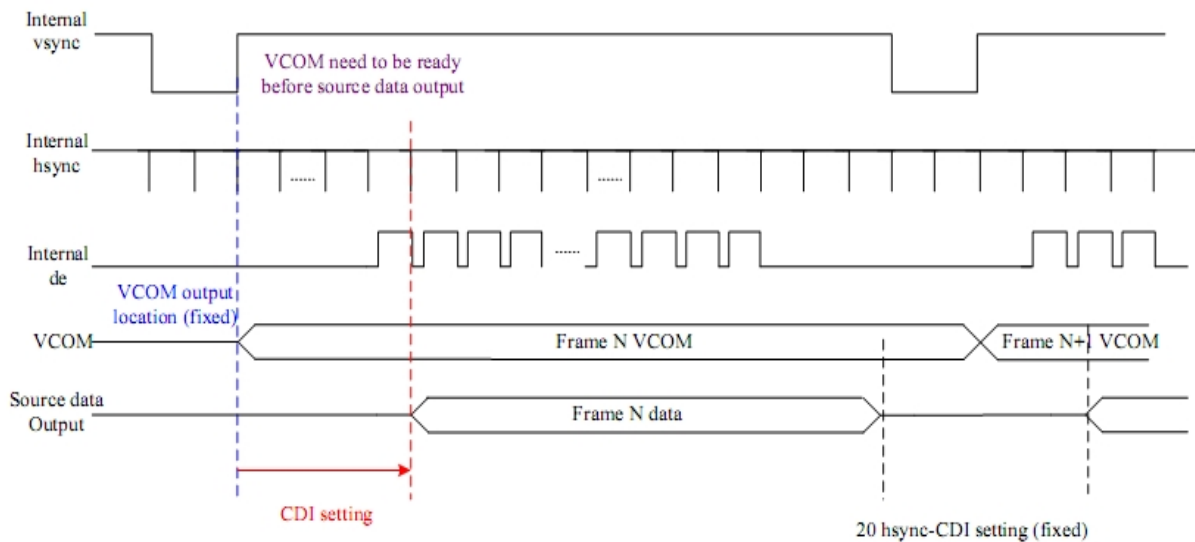 Internal
vsync
VCOM need to be ready
before source data output
Internal
hsync
......
......
Internal
de
......
VCOM output
location (fixed)
VCOM
Frame N VCOM
Frame N+1 VCOM
Source data
Output
Frame N data
CDI setting
20 hsync-CDI setting (fixed)